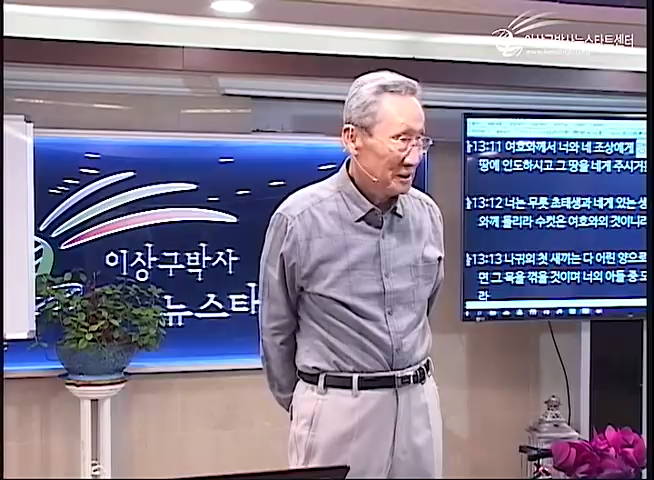 이상구박사뉴스타트센터
이상구박사
뉴스타
13:11 여호와께서 너와 네 조상에게
땅에 인도하시고 그 땅을 네게 주시거
13:12 너는 무릇 초태생과 네게 있는
와께 돌리라 수컷은 여호와의 것이니라
13:13 나귀의 첫 새끼는 다 어린 양으로
면 그 목을 꺾을 것이며 너의 아들 중
라